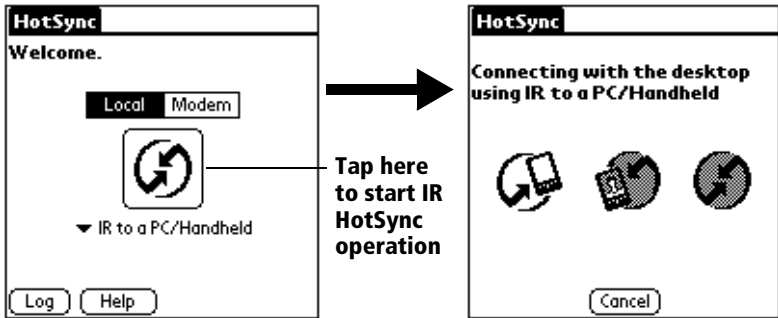 HotSync
Welcome.
Local Modem
IR to a PC/Handheld
Log Help
Tap here
to start IR
HotSync
operation
HotSync
Connecting with the desktop
using IR to a PC/Handheld
Cancel